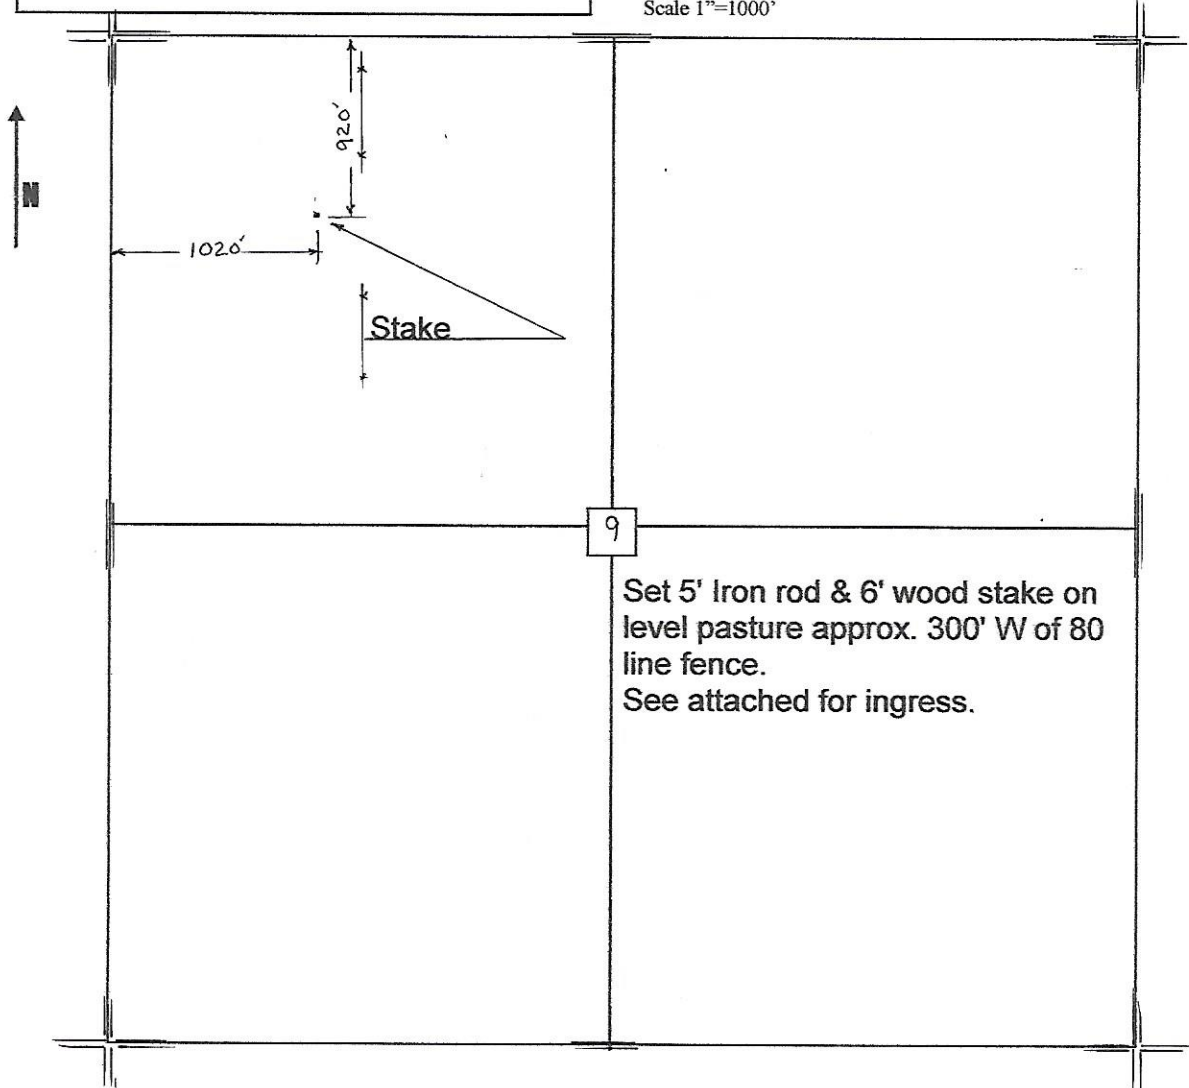 Scale 1"=1000'
920'
N
1020'
Stake
9
Set 5' Iron rod & 6' wood stake on
level pasture approx. 300' W of 80
line fence.
See attached for ingress.